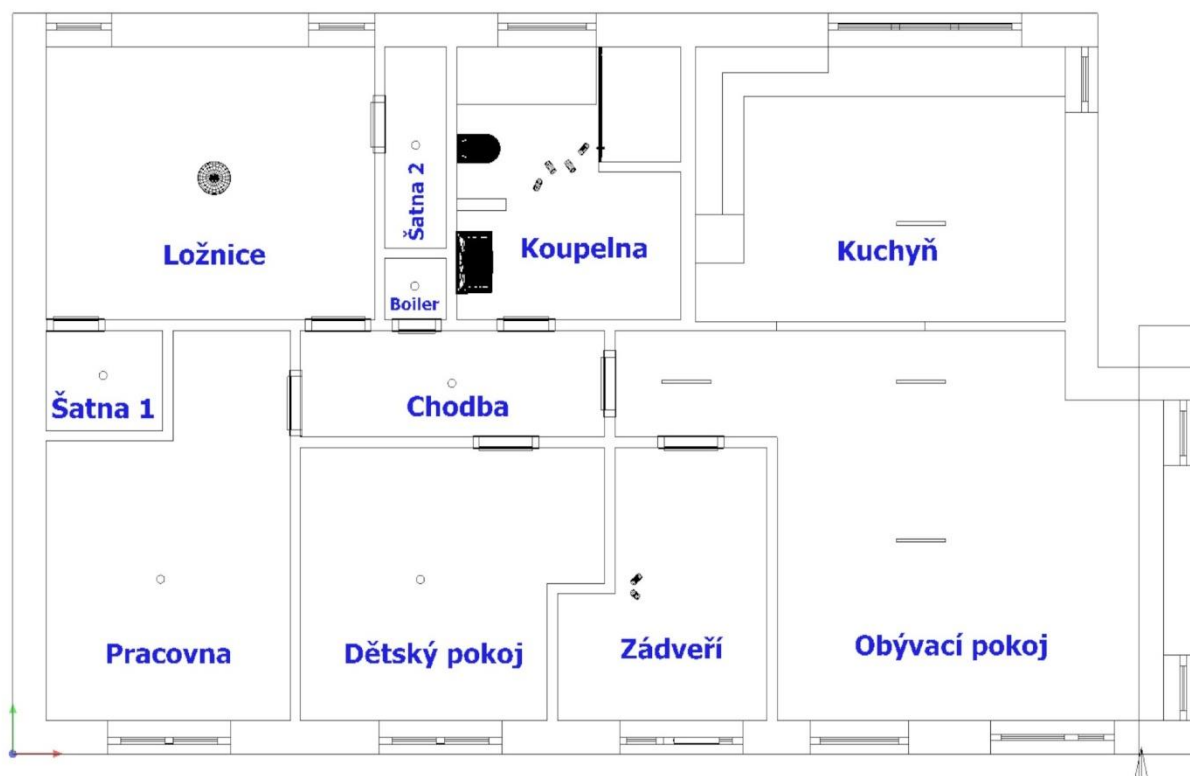 Šatna 2
Ložnice
Koupelna
Kuchyň
Boiler
Šatna 1
Chodba
Pracovna
Dětský pokoj
Zádveří
Obývací pokoj